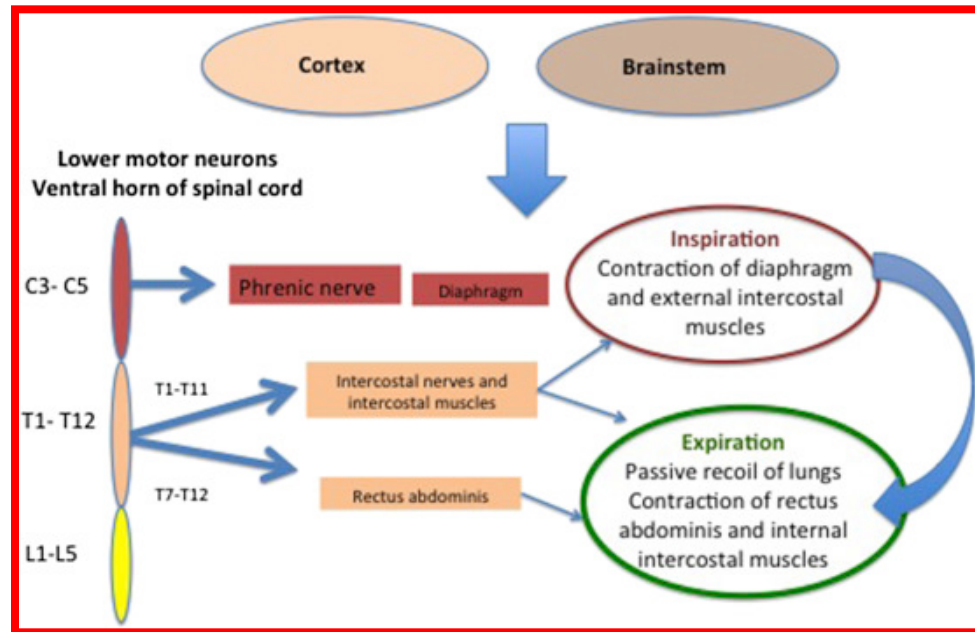 Cortex
Brainstem
Lower motor neurons
Ventral horn of spinal cord
C3- C5
Phrenic nerve
Diaphragm
Inspiration
Contraction of diaphragm
and external intercostal
muscles
T1- T12
T1-T11
Intercostal nerves and
intercostal muscles
T7-T12
Rectus abdominis
Expiration
Passive recoil of lungs
Contraction of rectus
abdominis and internal
intercostal muscles
L1-L5